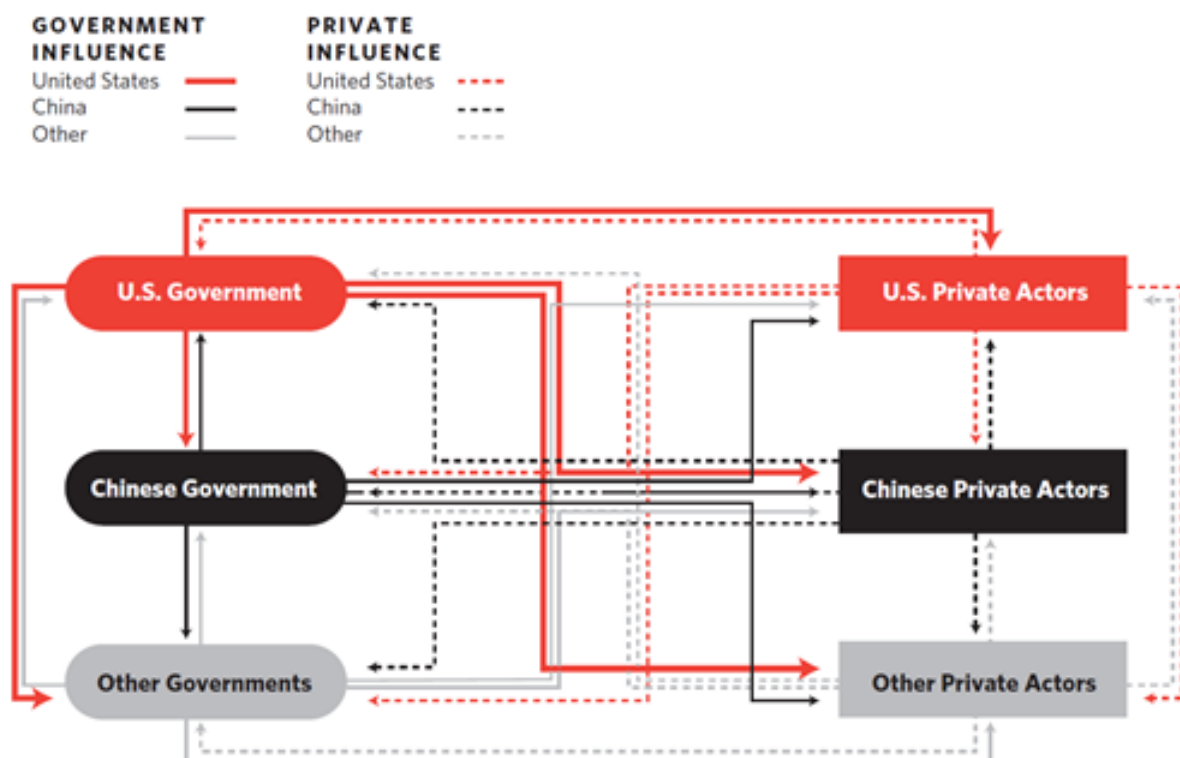 GOVERNMENT INFLUENCE
United States
China
Other
PRIVATE INFLUENCE
United States
China
Other
U.S. Government
U.S. Private Actors
Chinese Government
Chinese Private Actors
Other Governments
Other Private Actors